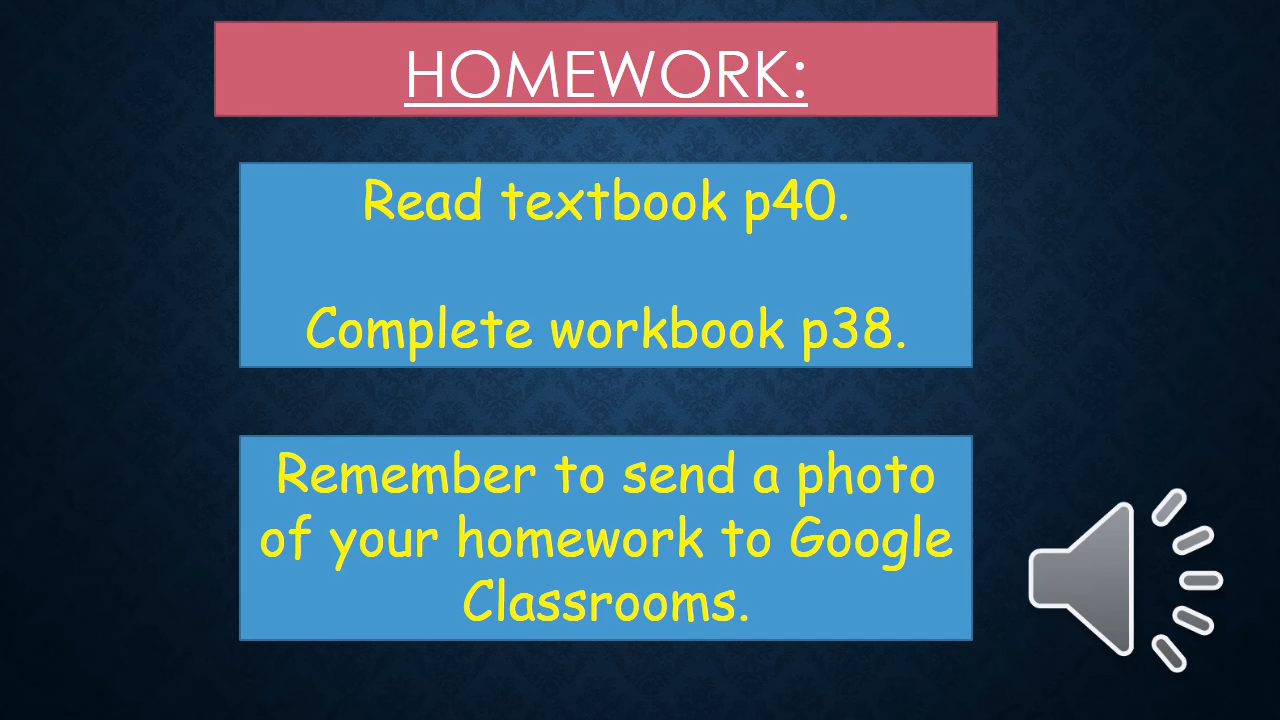 HOMEWORK:
Read textbook p40.
Complete workbook p38.
Remember to send a photo
of your homework to Google
Classrooms.